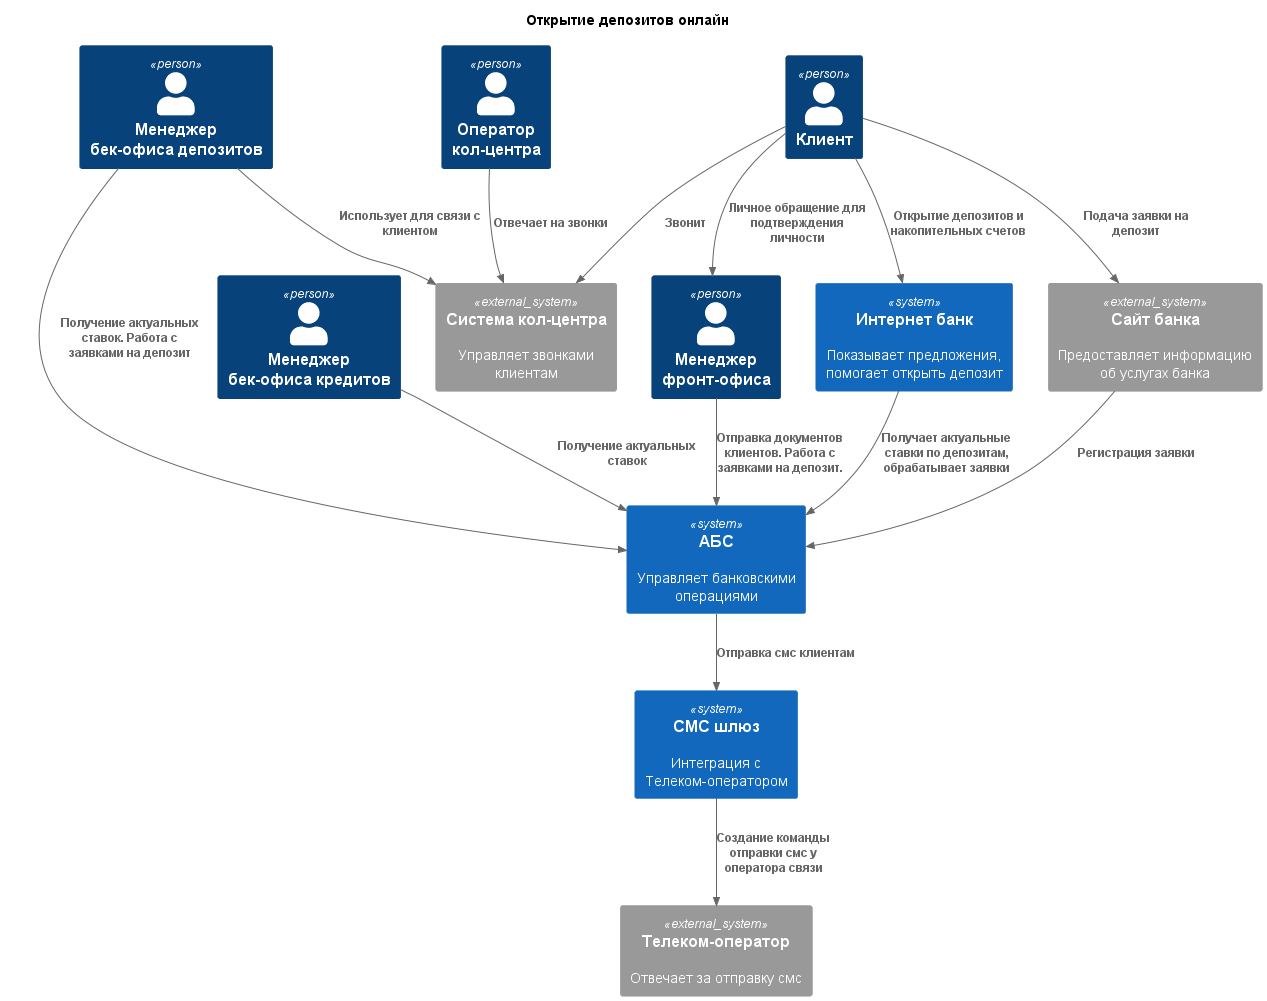 Открытие депозитов онлайн
«person»
Менеджер
бек-офиса депозитов
«person»
Оператор
кол-центра
«person»
Клиент
Использует для связи с
клиентом
Отвечает на звонки
Звонит
Личное обращение для
подтверждения
личности
Открытие депозитов и
накопительных счетов
Подача заявки на
депозит
Получение актуальных
ставок. Работа с
заявками на депозит
«person»
Менеджер
бек-офиса кредитов
«external_system»
Система кол-центра
Управляет звонками
клиентам
«person»
Менеджер
фронт-офиса
«system»
Интернет банк
Показывает предложения,
помогает открыть депозит
«external_system»
Сайт банка
Предоставляет информацию
об услугах банка
Получение актуальных
ставок
Отправка документов
клиентов. Работа с
заявками на депозит.
Получает актуальные
ставки по депозитам,
обрабатывает заявки
Регистрация заявки
«system»
АБС
Управляет банковскими
операциями
Отправка смс клиентам
«system»
СМС шлюз
Интеграция с
Телеком-оператором
Создание команды
отправки смс у
оператора связи
«external_system»
Телеком-оператор
Отвечает за отправку смс